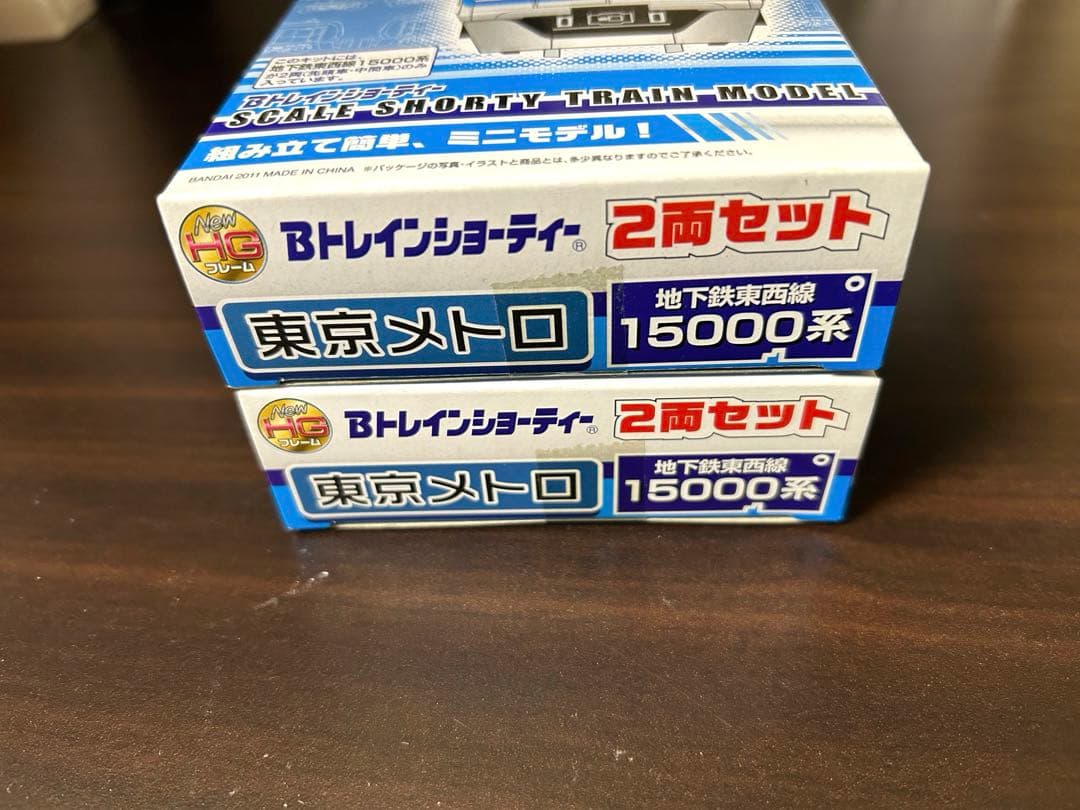 このキットには
地下鉄東西線15000系
が2両(先頭車・中間車)のみ
入っています。
Bトレインショーティー
SCALE SHORTY TRAIN MODEL
組み立て簡単、ミニモデル！
BANDAI 2011 MADE IN CHINA ※パッケージの写真・イラストと商品とは、多少異なりますのでご了承ください。
New
HG
フレーム
Bトレインショーティー®
2両セット
東京メトロ
地下鉄東西線
15000系
New
HG
フレーム
Bトレインショーティー®
2両セット
東京メトロ
地下鉄東西線
15000系